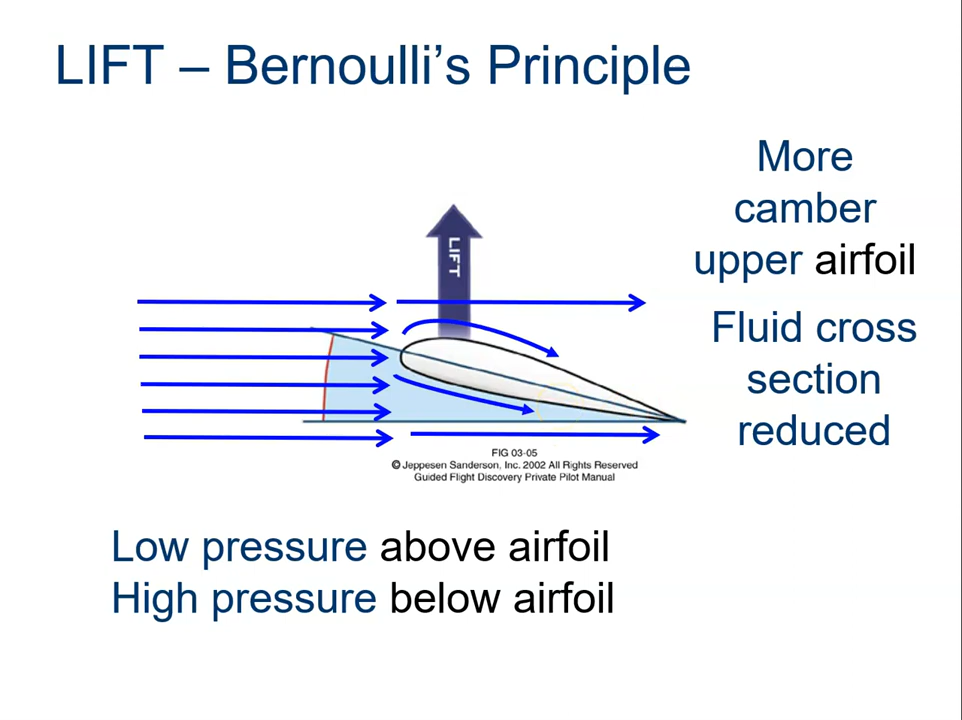 LIFT – Bernoulli's Principle
More
camber
upper airfoil
LIFT
Fluid cross
section
reduced
FIG 03-05
© Jeppesen Sanderson, Inc. 2002 All Rights Reserved
Guided Flight Discovery Private Pilot Manual
Low pressure above airfoil
High pressure below airfoil